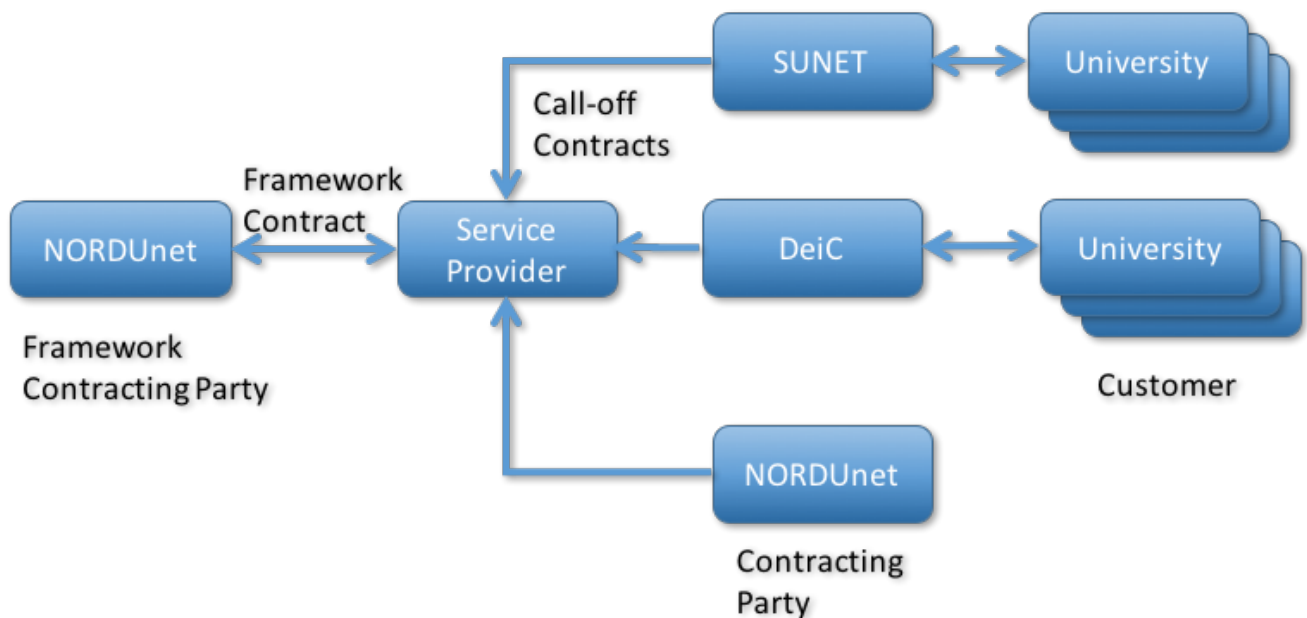 SUNET
University
Call-off
Contracts
Framework
Contract
NORDUnet
Service
Provider
DeiC
University
Framework
Contracting Party
Customer
NORDUnet
Contracting
Party